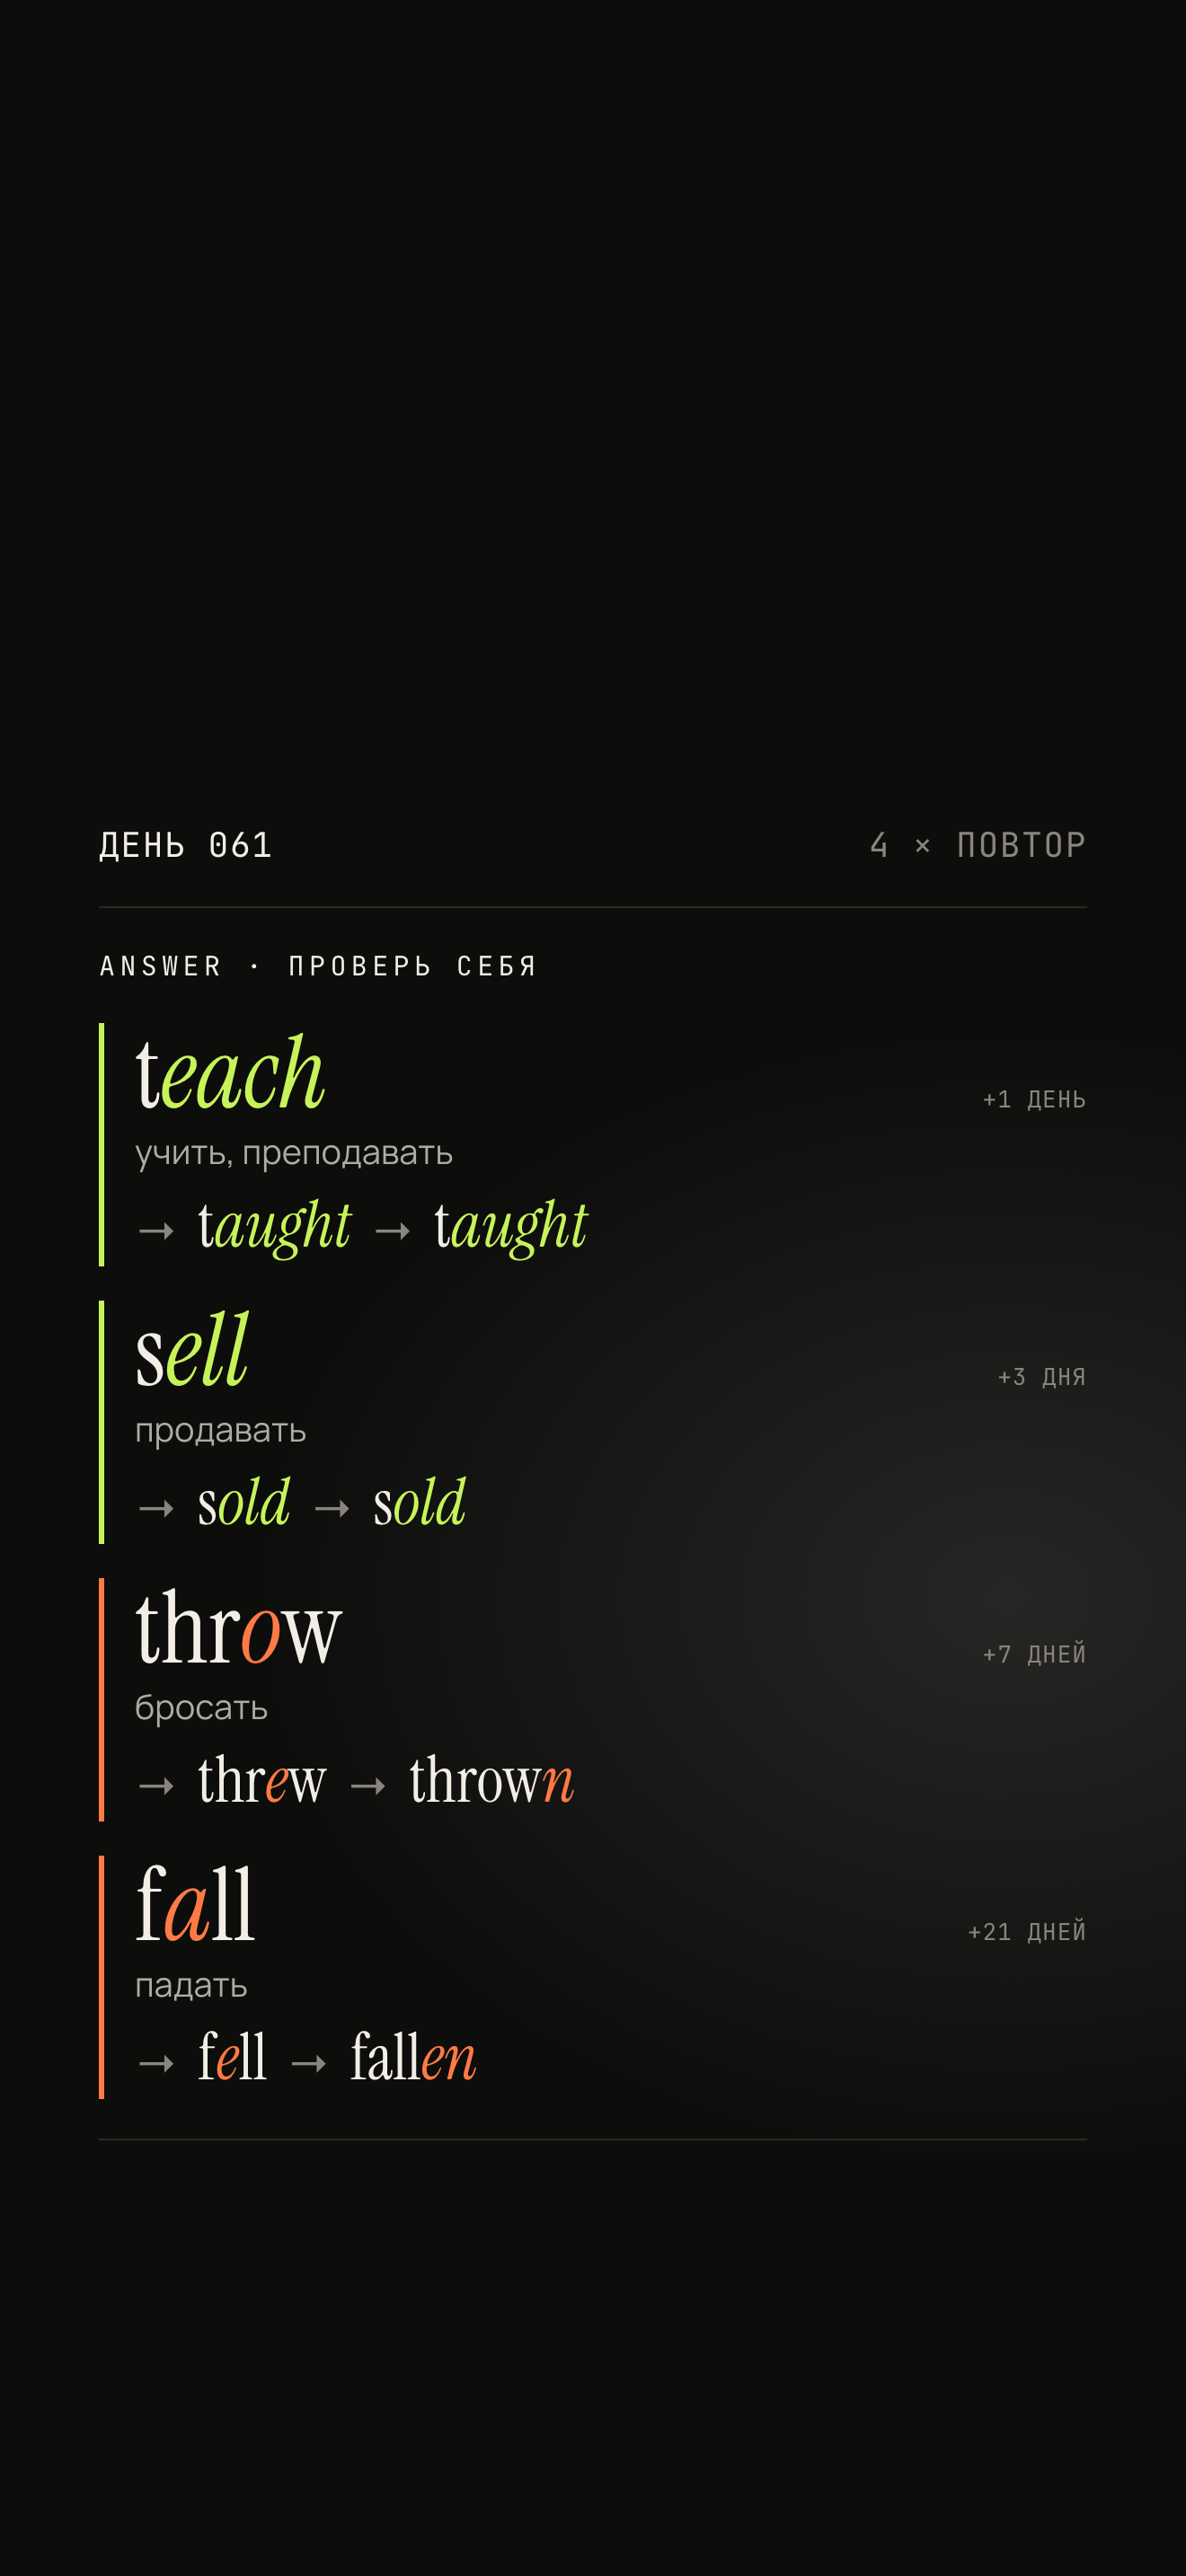 ДЕНЬ 061
4 × ПОВТОР
ANSWER · ПРОВЕРЬ СЕБЯ
teach
+1 ДЕНЬ
учить, преподавать
→ taught → taught
sell
+3 ДНЯ
продавать
→ sold → sold
throw
+7 ДНЕЙ
бросать
→ threw → thrown
fall
+21 ДНЕЙ
падать
→ fell → fallen